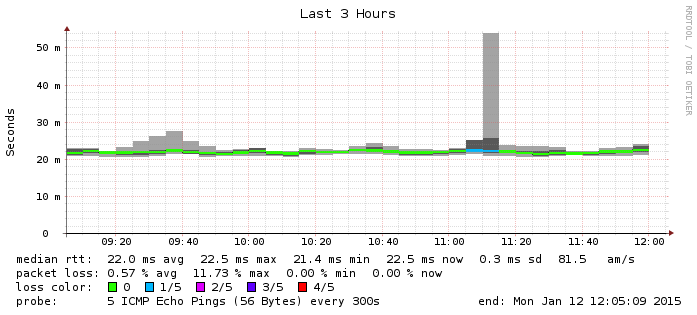 Last 3 Hours
RRDTOOL / TOBI OETIKER
Seconds
50 m
40 m
30 m
20 m
10 m
0
09:20 09:40 10:00 10:20 10:40 11:00 11:20 11:40 12:00
median rtt: 22.0 ms avg 22.5 ms max 21.4 ms min 22.5 ms now 0.3 ms sd 81.5 am/s
packet loss: 0.57 % avg 11.73 % max 0.00 % min 0.00 % now
loss color: 0 1/5 2/5 3/5 4/5
probe: 5 ICMP Echo Pings (56 Bytes) every 300s end: Mon Jan 12 12:05:09 2015